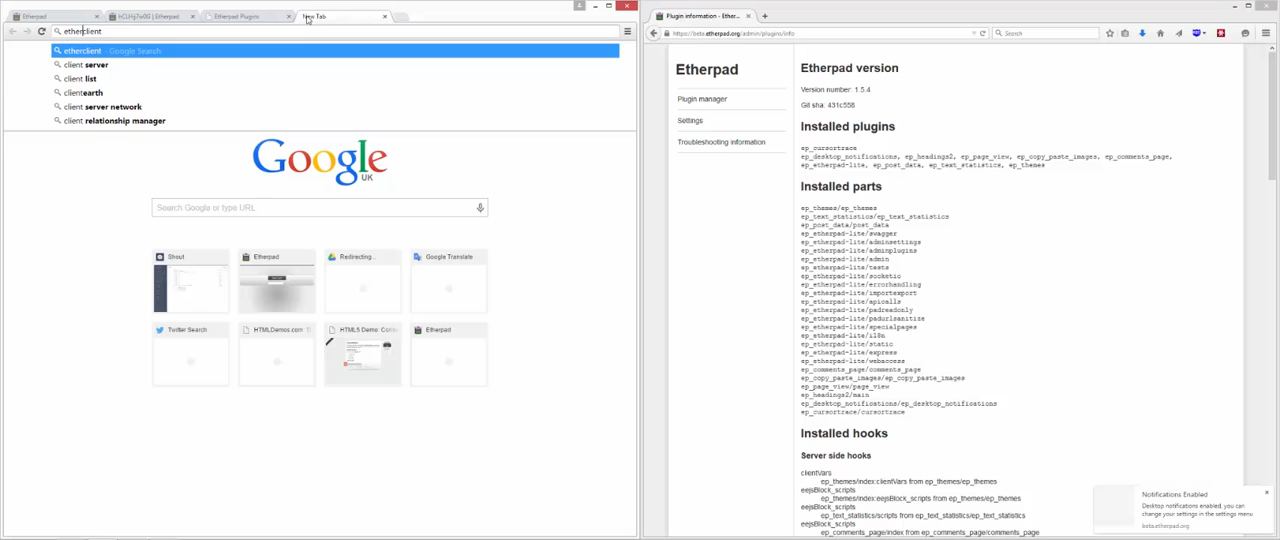 Etherpad
hCUHj7w0G | Etherpad
Etherpad Plugins
New Tab
etherclient
etherclient - Google Search
client server
client list
clientearth
client server network
client relationship manager
Google
UK
Search Google or type URL
Shout
Etherpad
Redirecting...
Google Translate
Twitter Search
HTMLDemos.com: T
HTML5 Demo: Can
Etherpad
Plugin information - Ether...
https://beta.etherpad.org/admin/plugins/info
Search
Etherpad
Plugin manager
Settings
Troubleshooting information
Etherpad version
Version number: 1.5.4
Git sha: 431c558
Installed plugins
ep_cursortrace
ep_desktop_notifications, ep_headings2, ep_page_view, ep_copy_paste_images, ep_comments_page,
ep_etherpad-lite, ep_post_data, ep_text_statistics, ep_themes
Installed parts
ep_themes/ep_themes
ep_text_statistics/ep_text_statistics
ep_post_data/post_data
ep_etherpad-lite/swagger
ep_etherpad-lite/adminsettings
ep_etherpad-lite/adminplugins
ep_etherpad-lite/admin
ep_etherpad-lite/tests
ep_etherpad-lite/socketio
ep_etherpad-lite/errorhandling
ep_etherpad-lite/importexport
ep_etherpad-lite/apicalls
ep_etherpad-lite/padreadonly
ep_etherpad-lite/padurlsanitize
ep_etherpad-lite/specialpages
ep_etherpad-lite/i18n
ep_etherpad-lite/static
ep_etherpad-lite/express
ep_etherpad-lite/webaccess
ep_comments_page/comments_page
ep_copy_paste_images/ep_copy_paste_images
ep_page_view/page_view
ep_headings2/main
ep_desktop_notifications/ep_desktop_notifications
ep_cursortrace/cursortrace
Installed hooks
Server side hooks
clientVars
ep_themes/index:clientVars from ep_themes/ep_themes
eejsBlock_scripts
ep_themes/index:eejsBlock_scripts from ep_themes/ep_themes
eejsBlock_scripts
ep_text_statistics/scripts from ep_text_statistics/ep_text_statistics
eejsBlock_scripts
ep_comments_page/index from ep_comments_page/comments_page
Notifications Enabled
Desktop notifications enabled, you can
change your settings in the settings menu
beta.etherpad.org